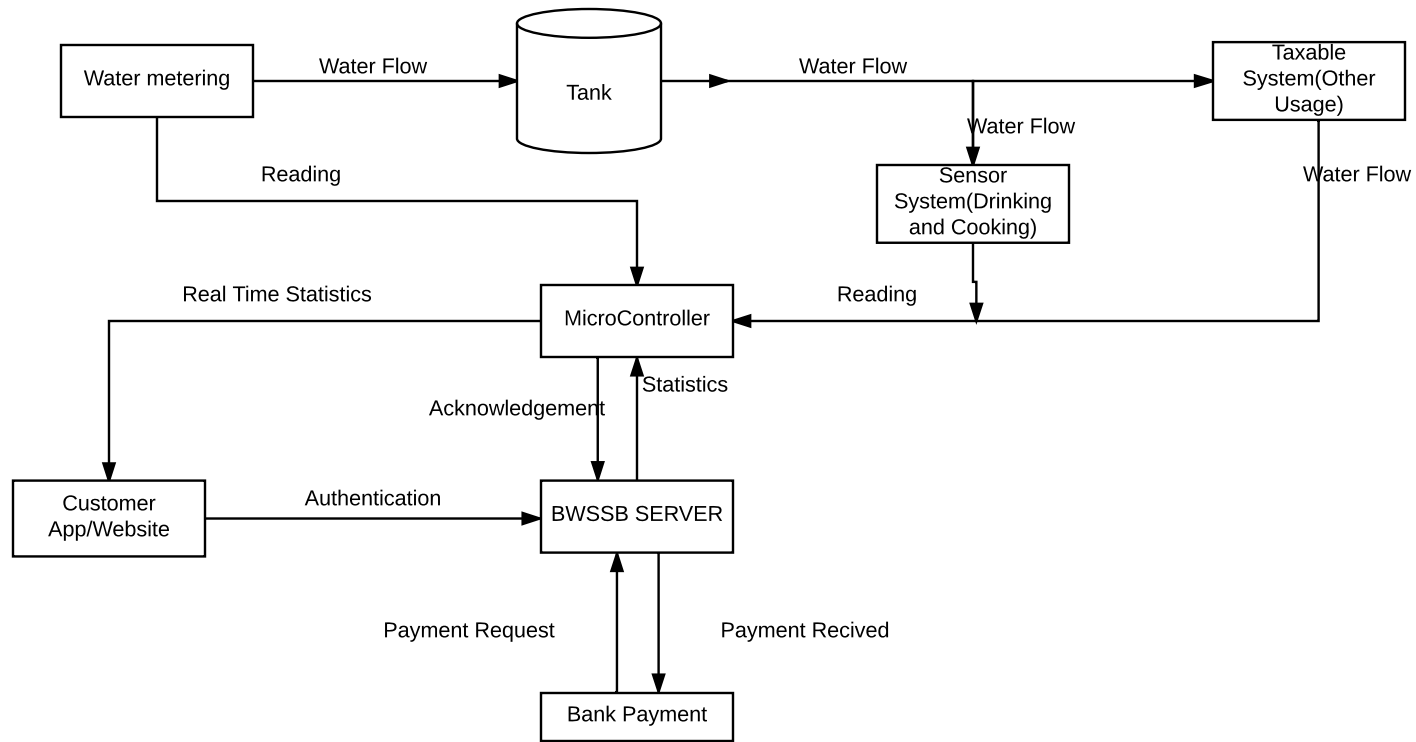 Water metering
Water Flow
Tank
Water Flow
Taxable
System(Other
Usage)
Water Flow
Reading
Sensor
System(Drinking
and Cooking)
Water Flow
Real Time Statistics
MicroController
Reading
Statistics
Acknowledgement
Customer
App/Website
Authentication
BWSSB SERVER
Payment Request
Payment Recived
Bank Payment